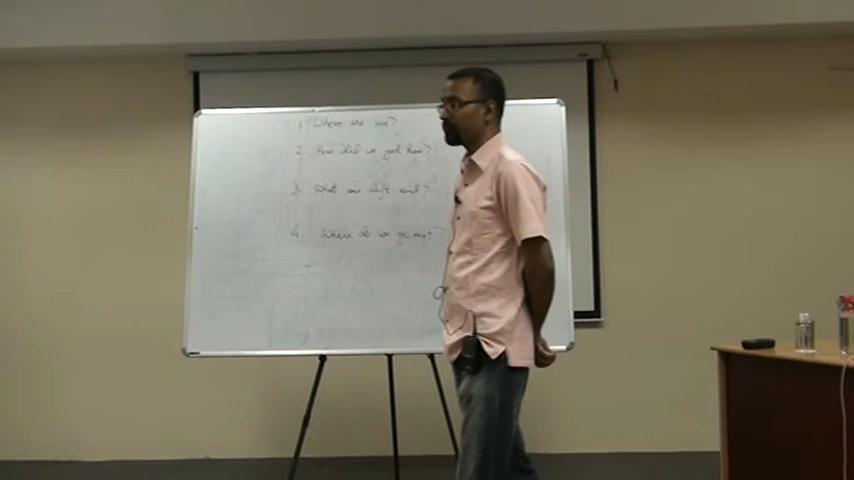 1. Where are we?
2. How did we get here?
3. What are left
4. Where do we go next?